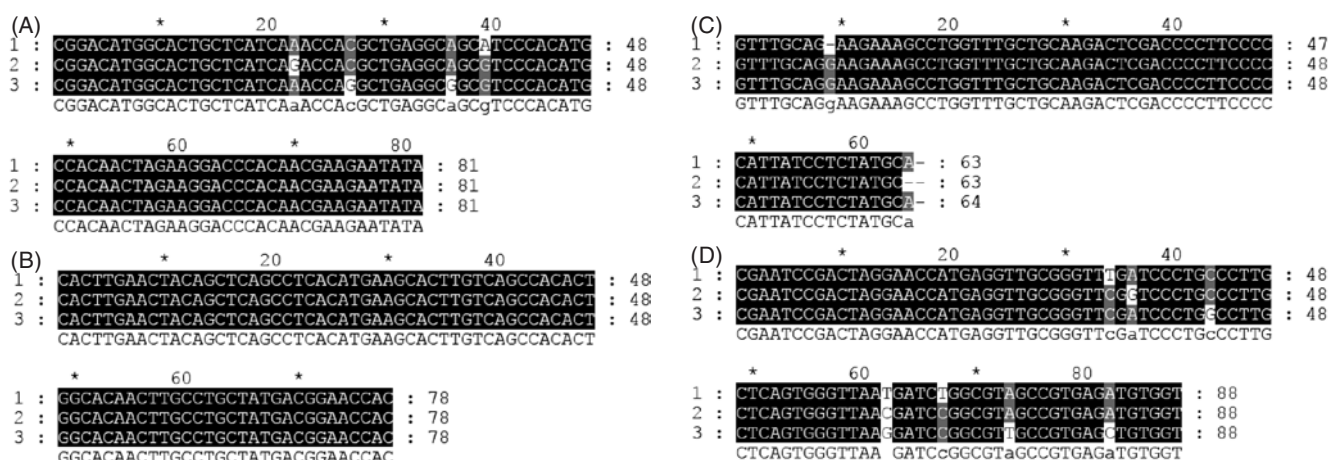 (A)
* 20 * 40
1 : CGGACATGGCACTGCTCATCAAACCACGCTGAGGCAGCATCCCACATG : 48
2 : CGGACATGGCACTGCTCATCAGACCACGCTGAGGCAGCGTCCCACATG : 48
3 : CGGACATGGCACTGCTCATCAAACCAGGCTGAGGCGGCGTCCCACATG : 48
CGGACATGGCACTGCTCATCAaACCAcGCTGAGGCaGCgTCCCACATG
* 60 * 80
1 : CCACAACTAGAAGGACCCACAACGAAGAATATA : 81
2 : CCACAACTAGAAGGACCCACAACGAAGAATATA : 81
3 : CCACAACTAGAAGGACCCACAACGAAGAATATA : 81
CCACAACTAGAAGGACCCACAACGAAGAATATA
(B)
* 20 * 40
1 : CACTTGAACTACAGCTCAGCCTCACATGAAGCACTTGTCAGCCACACT : 48
2 : CACTTGAACTACAGCTCAGCCTCACATGAAGCACTTGTCAGCCACACT : 48
3 : CACTTGAACTACAGCTCAGCCTCACATGAAGCACTTGTCAGCCACACT : 48
CACTTGAACTACAGCTCAGCCTCACATGAAGCACTTGTCAGCCACACT
* 60 *
1 : GGCACAACTTGCCTGCTATGACGGAACCAC : 78
2 : GGCACAACTTGCCTGCTATGACGGAACCAC : 78
3 : GGCACAACTTGCCTGCTATGACGGAACCAC : 78
GGCACAACTTGCCTGCTATGACGGAACCAC
(C)
* 20 * 40
1 : GTTTGCAG-AAGAAAGCCTGGTTTGCTGCAAGACTCGACCCCTTCCCC : 47
2 : GTTTGCAGGAAGAAAGCCTGGTTTGCTGCAAGACTCGACCCCTTCCCC : 48
3 : GTTTGCAGGAAGAAAGCCTGGTTTGCTGCAAGACTCGACCCCTTCCCC : 48
GTTTGCAGgAAGAAAGCCTGGTTTGCTGCAAGACTCGACCCCTTCCCC
* 60
1 : CATTATCCTCTATGCA- : 63
2 : CATTATCCTCTATGC-- : 63
3 : CATTATCCTCTATGCA- : 64
CATTATCCTCTATGCa
(D)
* 20 * 40
1 : CGAATCCGACTAGGAACCATGAGGTTGCGGGTTTGATCCCTGCCCTTG : 48
2 : CGAATCCGACTAGGAACCATGAGGTTGCGGGTTCGGTCCCTGCCCTTG : 48
3 : CGAATCCGACTAGGAACCATGAGGTTGCGGGTTCGATCCCTGGCCTTG : 48
CGAATCCGACTAGGAACCATGAGGTTGCGGGTTcGaTCCCTGcCCTTG
* 60 * 80
1 : CTCAGTGGGTTAATGATCTGGCGTAGCCGTGAGATGTGGT : 88
2 : CTCAGTGGGTTAACGATCCGGCGTAGCCGTGAGATGTGGT : 88
3 : CTCAGTGGGTTAAGGATCCGGCGTTGCCGTGAGCTGTGGT : 88
CTCAGTGGGTTAA GATCcGGCGTaGCCGTGAGaTGTGGT